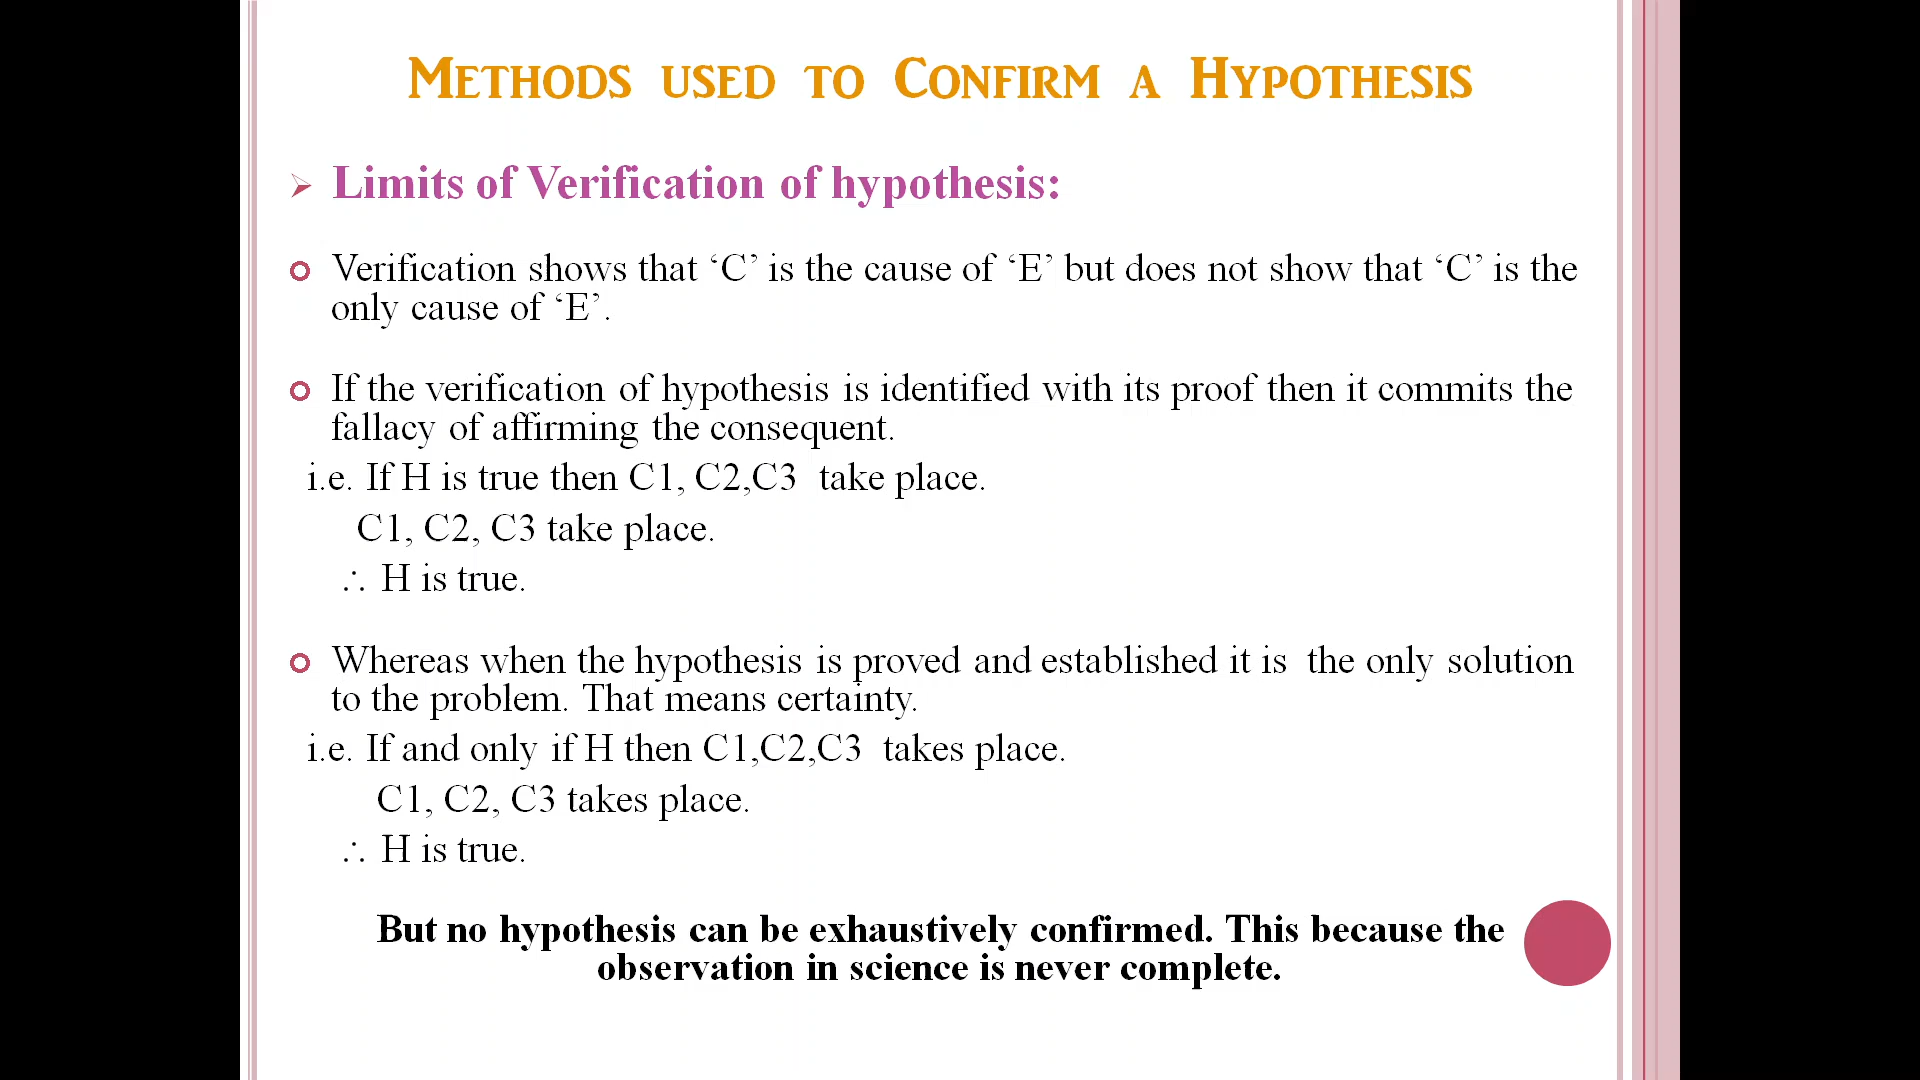 METHODS USED TO CONFIRM A HYPOTHESIS
Limits of Verification of hypothesis:
Verification shows that ‘C’ is the cause of ‘E’ but does not show that ‘C’ is the
only cause of ‘E’.
If the verification of hypothesis is identified with its proof then it commits the
fallacy of affirming the consequent.
i.e. If H is true then C1, C2,C3 take place.
C1, C2, C3 take place.
∴ H is true.
Whereas when the hypothesis is proved and established it is the only solution
to the problem. That means certainty.
i.e. If and only if H then C1,C2,C3 takes place.
C1, C2, C3 takes place.
∴ H is true.
But no hypothesis can be exhaustively confirmed. This because the
observation in science is never complete.